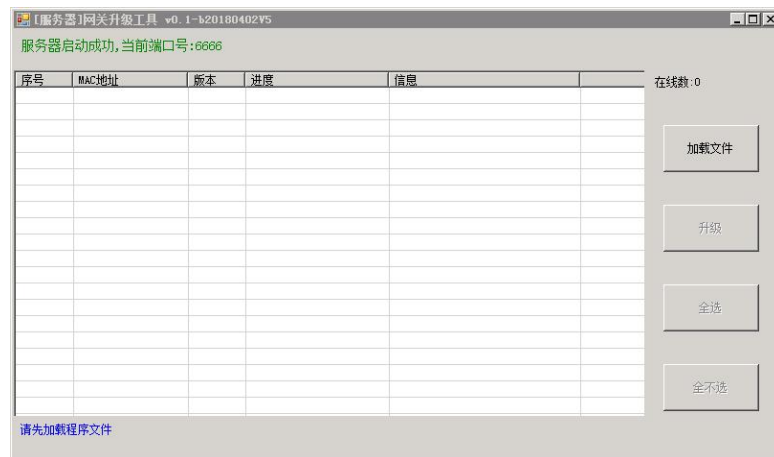 [服务器]网关升级工具 v0.1-b20180402V5
服务器启动成功,当前端口号:6666
序号 MAC地址 版本 进度 信息
在线数:0
加载文件
升级
全选
全不选
请先加载程序文件